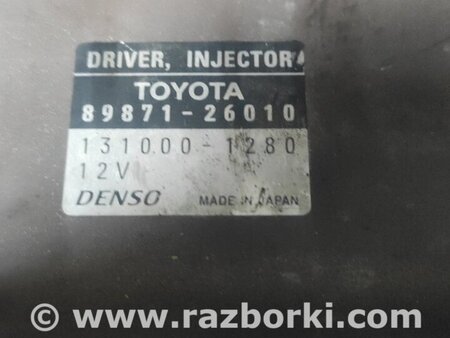 DRIVER, INJECTOR
TOYOTA
89871-26010
131000-1280
12V
DENSO MADE IN JAPAN
© www.razborki.com